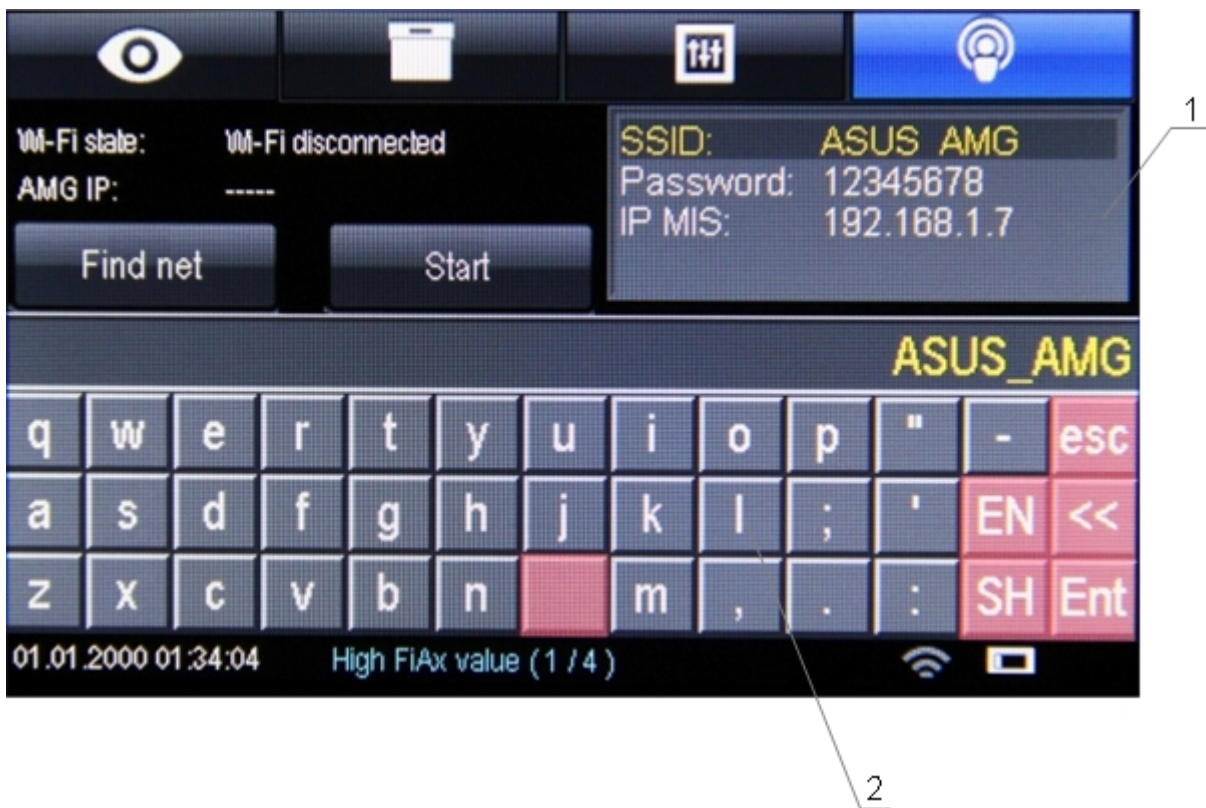 Wi-Fi state: Wi-Fi disconnected
AMG IP: -----
Find net
Start
SSID: ASUS_AMG
Password: 12345678
IP MIS: 192.168.1.7
1
ASUS_AMG
q w e r t y u i o p " - esc
a s d f g h j k l ; ' EN <<
z x c v b n m , . : SH Ent
01.01.2000 01:34:04 High FiAx value (1 / 4)
2